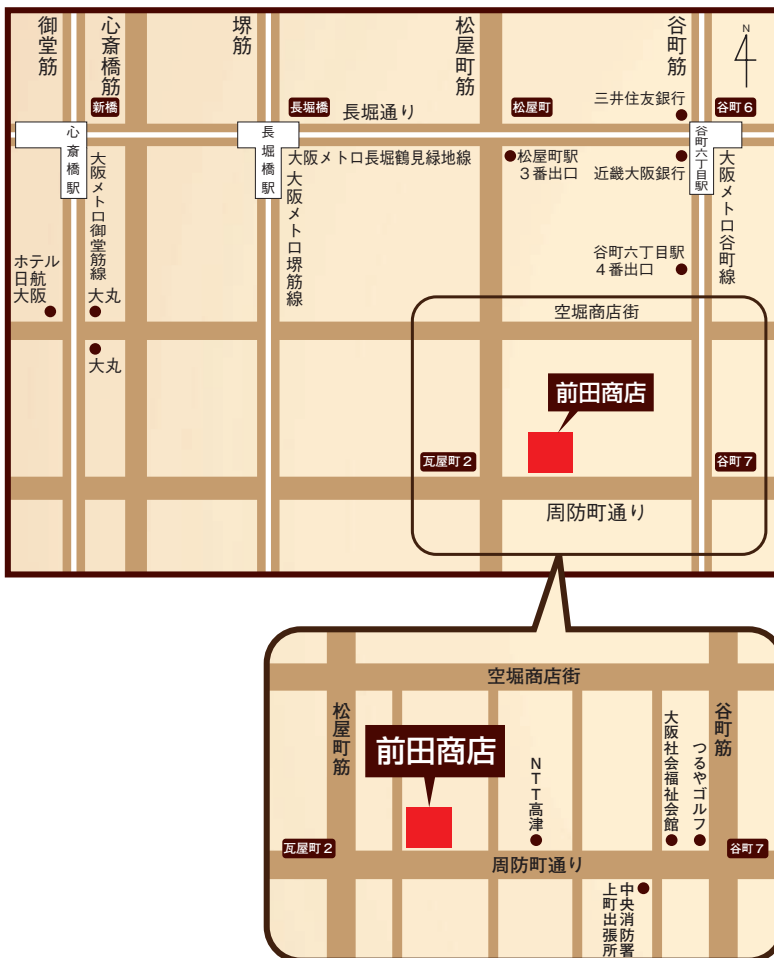 御堂筋
心斎橋筋
堺筋
松屋町筋
谷町筋
N
新橋
長堀橋
長堀通り
松屋町
三井住友銀行
谷町6
心斎橋駅
長堀橋駅
谷町六丁目駅
大阪メトロ長堀鶴見緑地線
松屋町駅
3番出口
近畿大阪銀行
大阪メトロ御堂筋線
大阪メトロ堺筋線
大阪メトロ谷町線
谷町六丁目駅
4番出口
ホテル
日航
大阪
大丸
大丸
空堀商店街
前田商店
瓦屋町2
谷町7
周防町通り
空堀商店街
松屋町筋
谷町筋
前田商店
NTT高津
大阪社会福祉会館
つるやゴルフ
瓦屋町2
谷町7
周防町通り
中央消防署
上町出張所